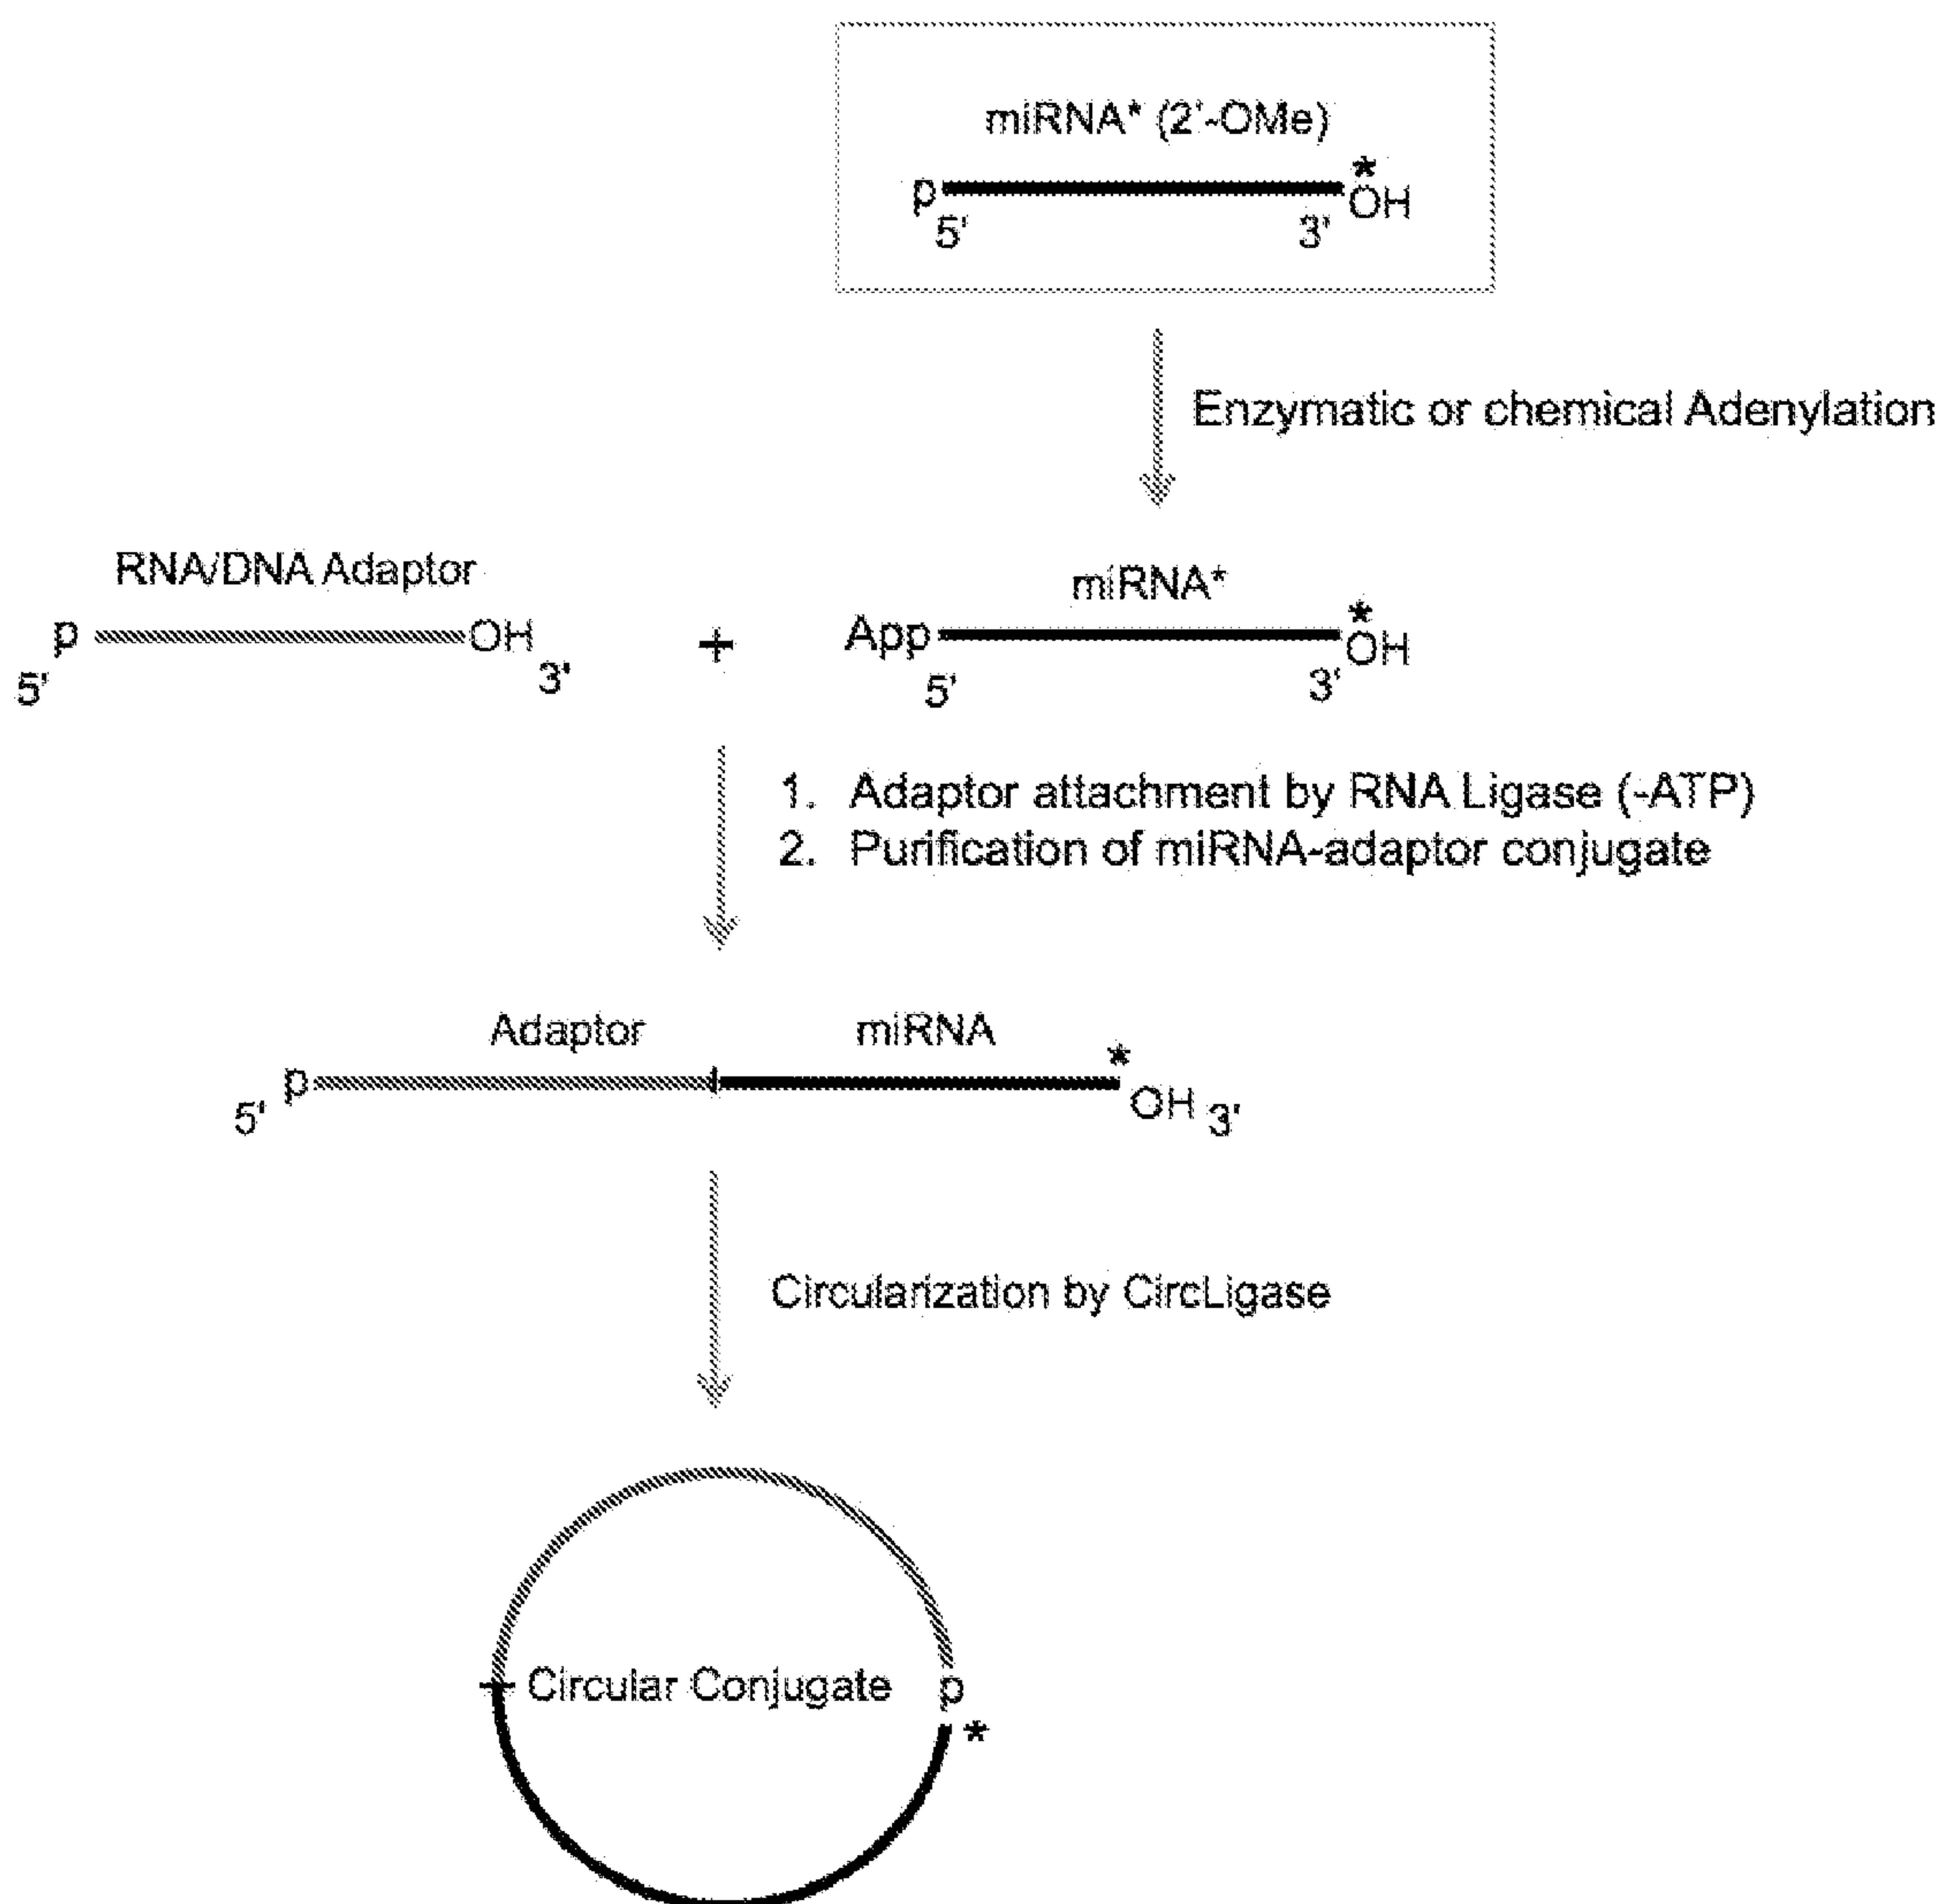 miRNA* (2'-OMe)
*
p OH
5' 3'
Enzymatic or chemical Adenylation
RNA/DNA Adaptor
miRNA*
*
p OH + App OH
5' 3' 5' 3'
1. Adaptor attachment by RNA Ligase (-ATP)
2. Purification of miRNA-adaptor conjugate
Adaptor miRNA
*
p
5' OH 3'
Circularization by CircLigase
Circular Conjugate p
*